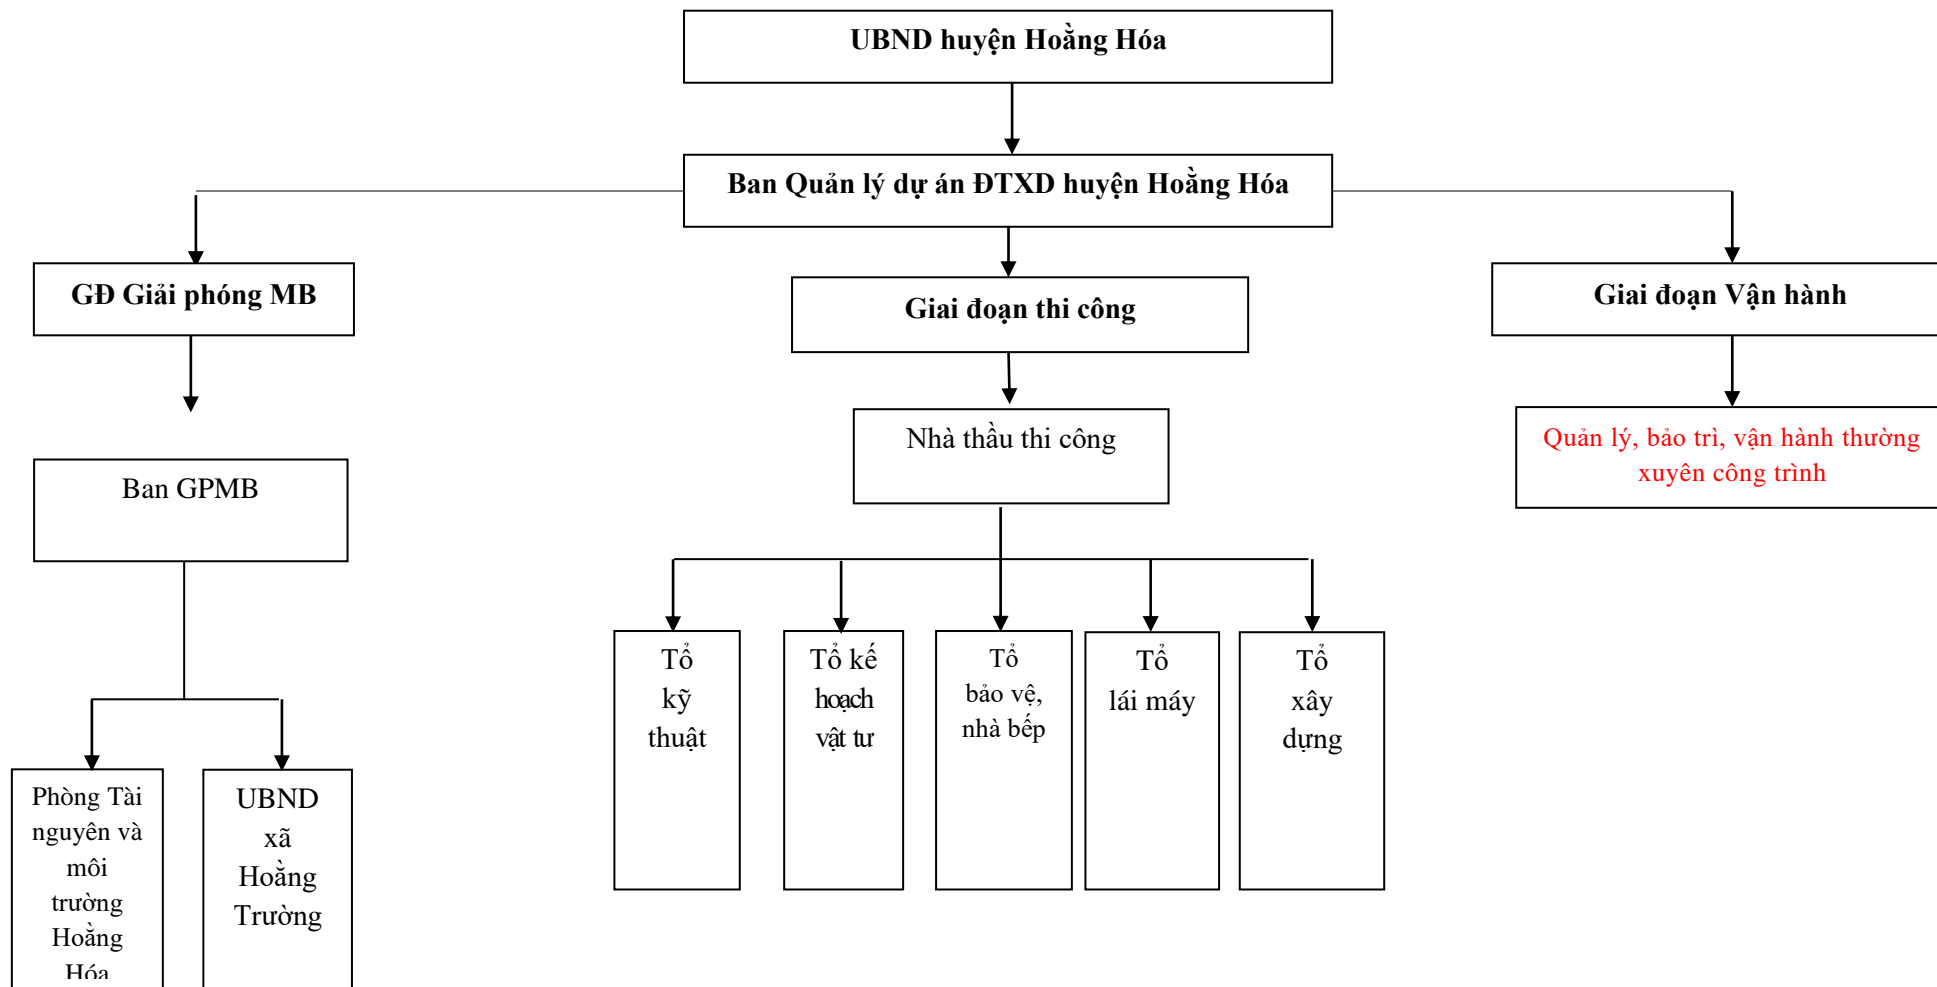 UBND huyện Hoằng Hóa
Ban Quản lý dự án ĐTXD huyện Hoằng Hóa
GĐ Giải phóng MB
Giai đoạn thi công
Giai đoạn Vận hành
Ban GPMB
Nhà thầu thi công
Quản lý, bảo trì, vận hành thường
xuyên công trình
Phòng Tài
nguyên và
môi
trường
Hoằng
Hóa
UBND
xã
Hoằng
Trường
Tổ
kỹ
thuật
Tổ kế
hoạch
vật tư
Tổ
bảo vệ,
nhà bếp
Tổ
lái máy
Tổ
xây
dựng